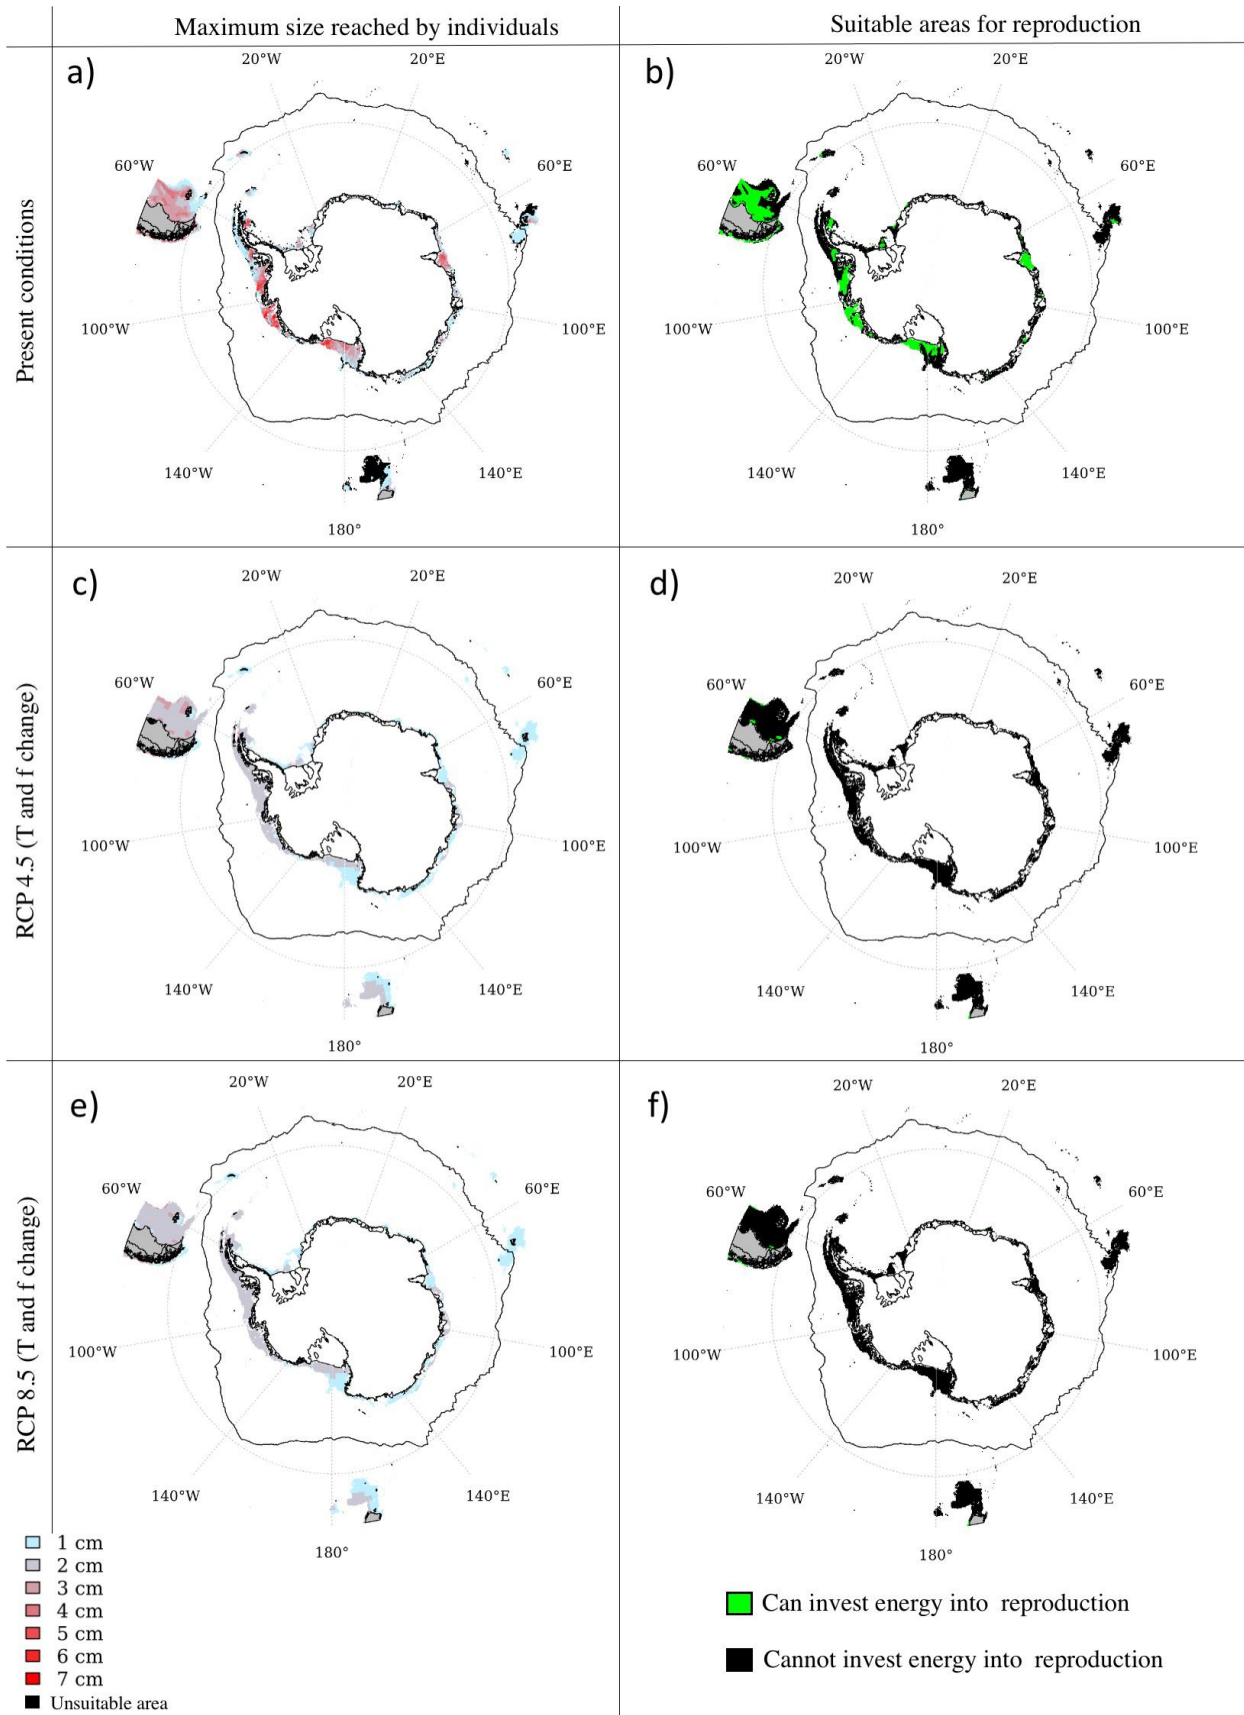 Maximum size reached by individuals
Suitable areas for reproduction
Present conditions
a)
20°W
20°E
60°W
60°E
100°W
100°E
140°W
140°E
180°
b)
20°W
20°E
60°W
60°E
100°W
100°E
140°W
140°E
180°
RCP 4.5 (T and f change)
c)
20°W
20°E
60°W
60°E
100°W
100°E
140°W
140°E
180°
d)
20°W
20°E
60°W
60°E
100°W
100°E
140°W
140°E
180°
RCP 8.5 (T and f change)
e)
20°W
20°E
60°W
60°E
100°W
100°E
140°W
140°E
180°
f)
20°W
20°E
60°W
60°E
100°W
100°E
140°W
140°E
180°
1 cm
2 cm
3 cm
4 cm
5 cm
6 cm
7 cm
Unsuitable area
Can invest energy into reproduction
Cannot invest energy into reproduction